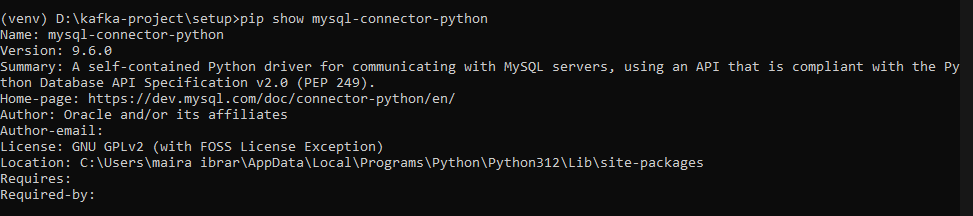 (venv) D:\kafka-project\setup>pip show mysql-connector-python
Name: mysql-connector-python
Version: 9.6.0
Summary: A self-contained Python driver for communicating with MySQL servers, using an API that is compliant with the Py
thon Database API Specification v2.0 (PEP 249).
Home-page: https://dev.mysql.com/doc/connector-python/en/
Author: Oracle and/or its affiliates
Author-email:
License: GNU GPLv2 (with FOSS License Exception)
Location: C:\Users\maira ibrar\AppData\Local\Programs\Python\Python312\Lib\site-packages
Requires:
Required-by: